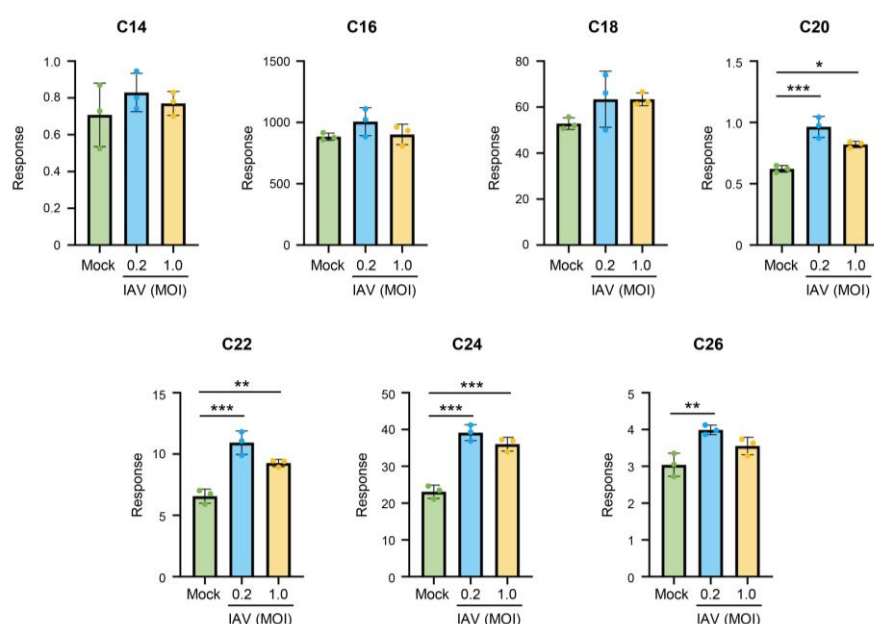 C14
Response
1.0
0.8
0.6
0.4
0.2
0.0
Mock 0.2 1.0
IAV (MOI)
C16
Response
1500
1000
500
0
Mock 0.2 1.0
IAV (MOI)
C18
Response
80
60
40
20
0
Mock 0.2 1.0
IAV (MOI)
C20
Response
1.5
1.0
0.5
0.0
*
***
Mock 0.2 1.0
IAV (MOI)
C22
Response
15
10
5
0
**
***
Mock 0.2 1.0
IAV (MOI)
C24
Response
50
40
30
20
10
0
***
***
Mock 0.2 1.0
IAV (MOI)
C26
Response
5
4
3
2
1
0
**
Mock 0.2 1.0
IAV (MOI)